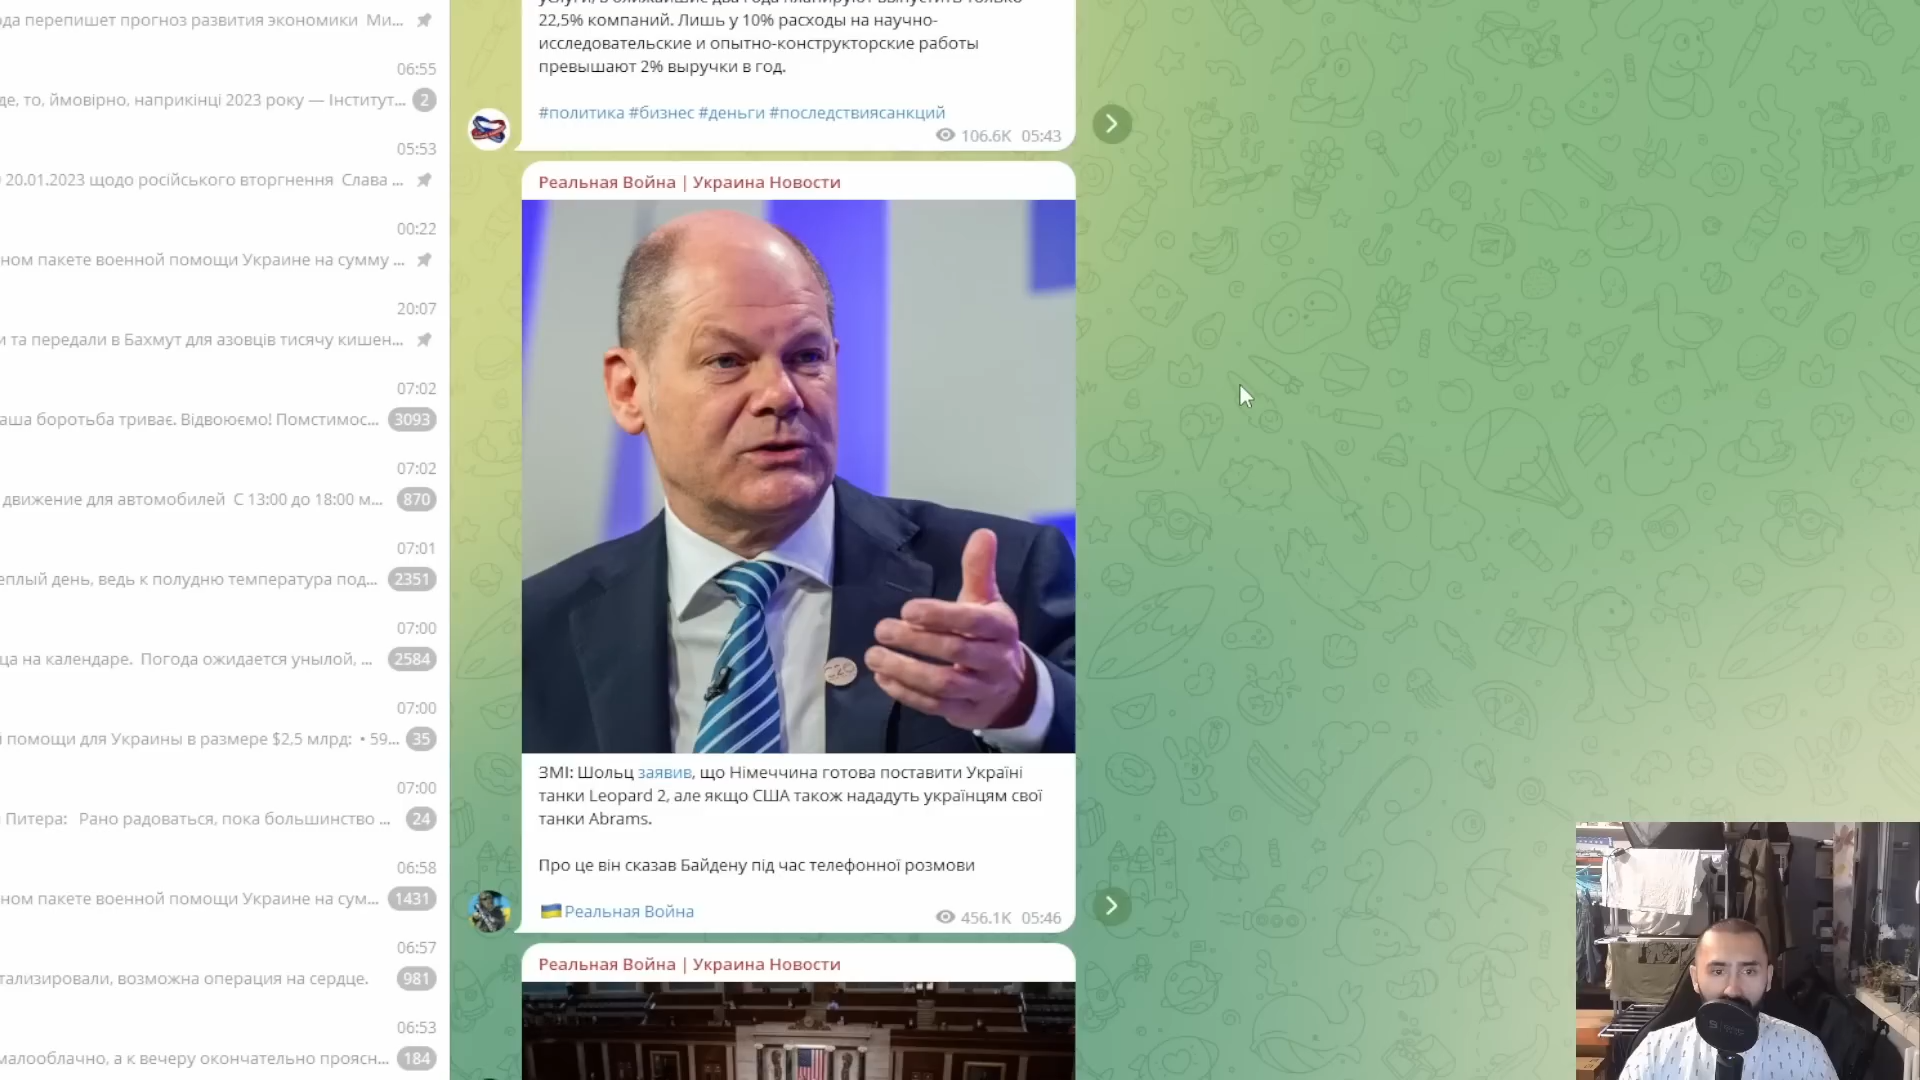 да перепишет прогноз развития экономики Ми...
06:55
де, то, ймовірно, наприкінці 2023 року — Інститут...
2
05:53
20.01.2023 щодо російського вторгнення Слава ...
00:22
ном пакете военной помощи Украине на сумму ...
20:07
и та передали в Бахмут для азовців тисячу кишен...
07:02
аша боротьба триває. Відвоюємо! Помстимос...
3093
07:02
движение для автомобилей С 13:00 до 18:00 м...
870
07:01
еплый день, ведь к полудню температура под...
2351
07:00
ца на календаре. Погода ожидается унылой, ...
2584
07:00
й помощи для Украины в размере $2,5 млрд: • 59...
35
07:00
Питера: Рано радоваться, пока большинство ...
24
06:58
ном пакете военной помощи Украине на сум...
1431
06:57
тализировали, возможна операция на сердце.
981
06:53
малооблачно, а к вечеру окончательно проясн...
184
22,5% компаний. Лишь у 10% расходы на научно-
исследовательские и опытно-конструкторские работы
превышают 2% выручки в год.
#политика #бизнес #деньги #последствиясанкций
106.6K 05:43
Реальная Война | Украина Новости
C20
ЗМІ: Шольц заявив, що Німеччина готова поставити Україні
танки Leopard 2, але якщо США також нададуть українцям свої
танки Abrams.
Про це він сказав Байдену під час телефонної розмови
Реальная Война
456.1K 05:46
Реальная Война | Украина Новости